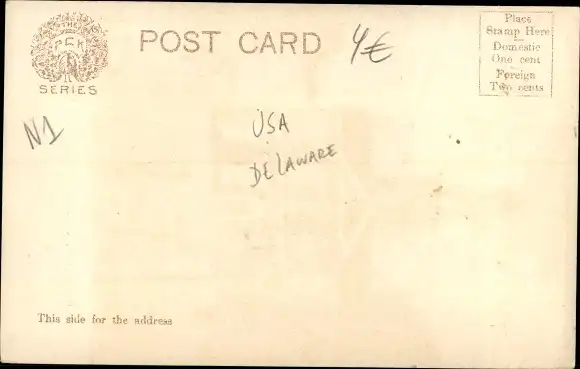 THE
P C K
SERIES
POST CARD
4€
Place
Stamp Here
Domestic
One cent
Foreign
Two cents
N1
USA
DELAWARE
This side for the address